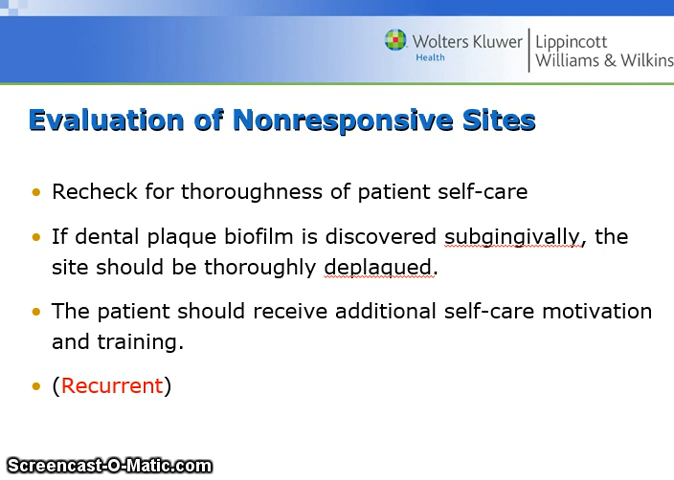 Wolters Kluwer
Health
Lippincott
Williams & Wilkins
Evaluation of Nonresponsive Sites
• Recheck for thoroughness of patient self-care
• If dental plaque biofilm is discovered subgingivally, the
site should be thoroughly deplaqued.
• The patient should receive additional self-care motivation
and training.
• (Recurrent)
Screencast-O-Matic.com